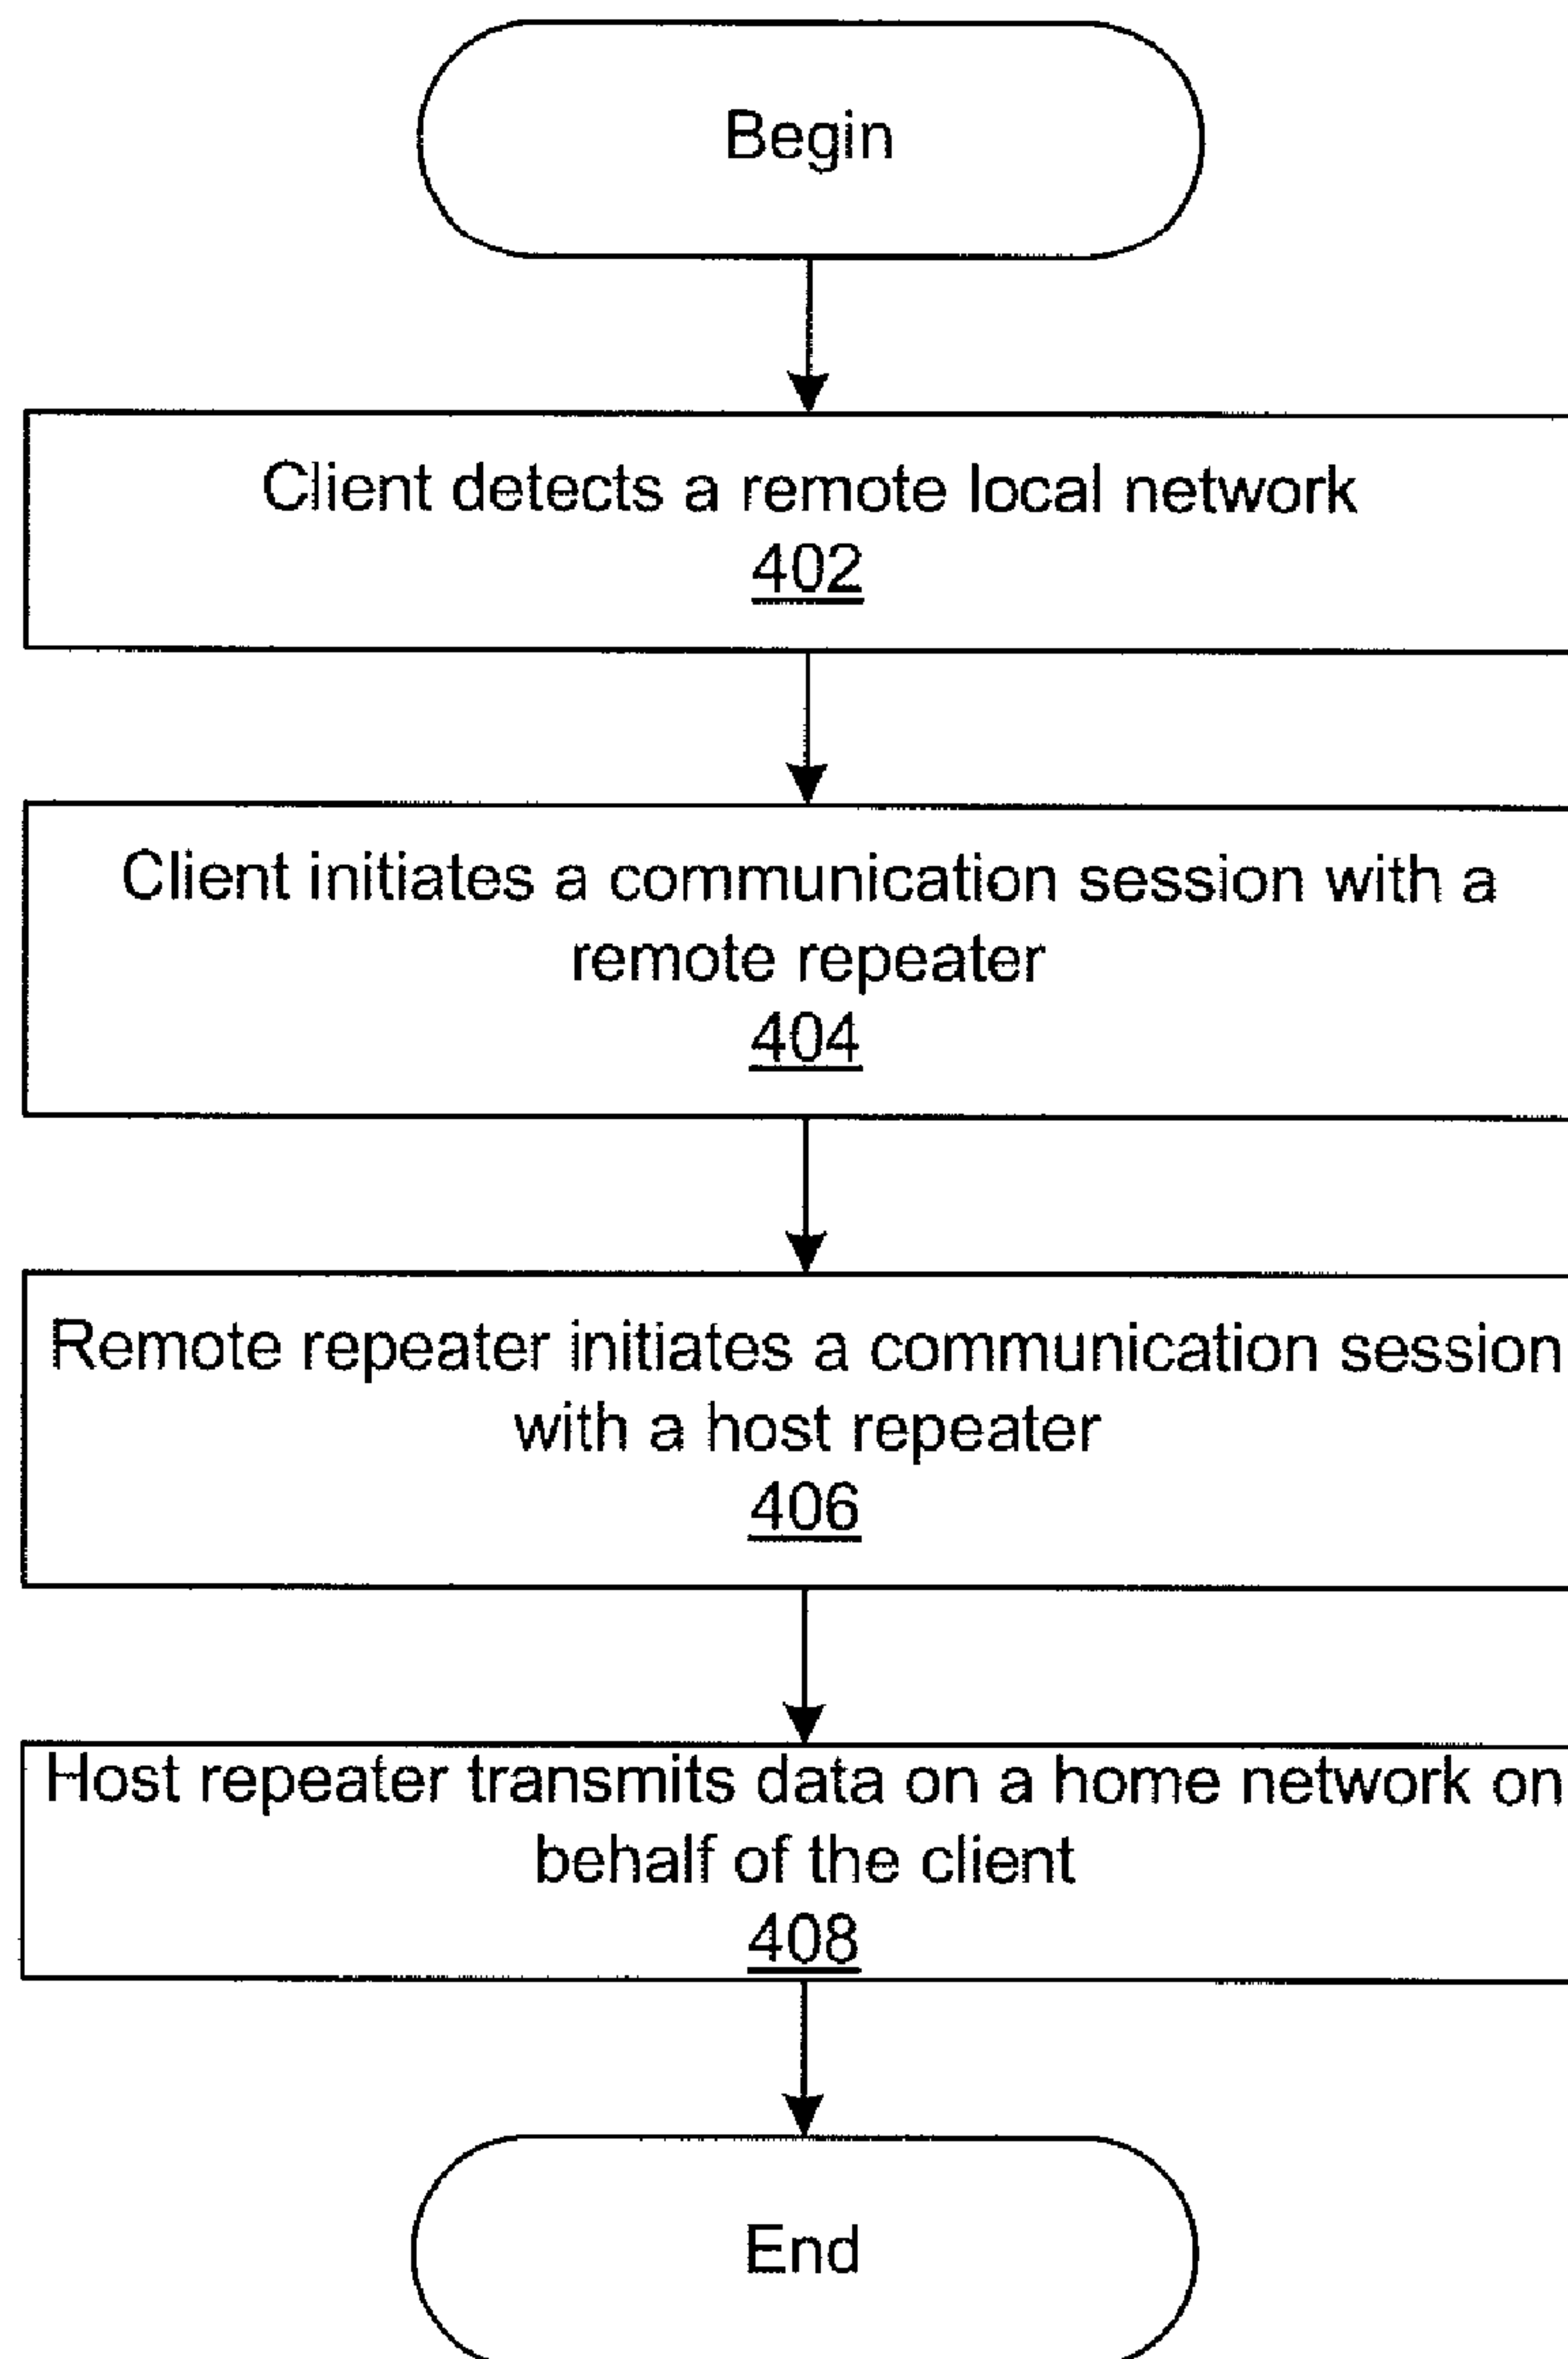 Begin
Client detects a remote local network
402
Client initiates a communication session with a
remote repeater
404
Remote repeater initiates a communication session
with a host repeater
406
Host repeater transmits data on a home network on
behalf of the client
408
End